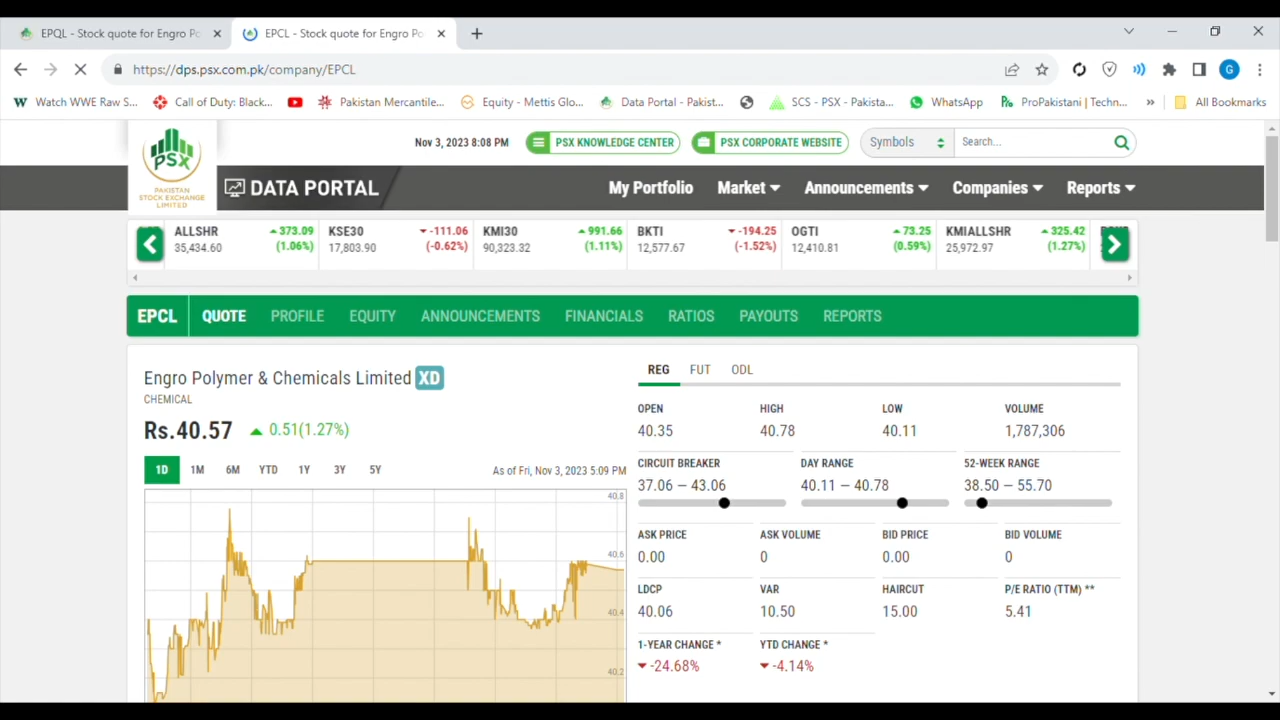 EPQL - Stock quote for Engro Po
EPCL - Stock quote for Engro Po
https://dps.psx.com.pk/company/EPCL
G
Watch WWE Raw S...
Call of Duty: Black...
Pakistan Mercantile...
Equity - Mettis Glo...
Data Portal - Pakist...
SCS - PSX - Pakista...
WhatsApp
ProPakistani | Techn...
All Bookmarks
PSX
PAKISTAN
STOCK EXCHANGE
LIMITED
Nov 3, 2023 8:08 PM
PSX KNOWLEDGE CENTER
PSX CORPORATE WEBSITE
Symbols
Search...
DATA PORTAL
My Portfolio
Market
Announcements
Companies
Reports
ALLSHR 373.09
35,434.60 (1.06%)
KSE30 -111.06
17,803.90 (-0.62%)
KMI30 991.66
90,323.32 (1.11%)
BKTI -194.25
12,577.67 (-1.52%)
OGTI 73.25
12,410.81 (0.59%)
KMIALLSHR 325.42
25,972.97 (1.27%)
EPCL QUOTE PROFILE EQUITY ANNOUNCEMENTS FINANCIALS RATIOS PAYOUTS REPORTS
Engro Polymer & Chemicals Limited XD
CHEMICAL
Rs.40.57 0.51(1.27%)
1D 1M 6M YTD 1Y 3Y 5Y
As of Fri, Nov 3, 2023 5:09 PM
40.8
40.6
40.4
40.2
REG FUT ODL
OPEN HIGH LOW VOLUME
40.35 40.78 40.11 1,787,306
CIRCUIT BREAKER DAY RANGE 52-WEEK RANGE
37.06 — 43.06 40.11 — 40.78 38.50 — 55.70
ASK PRICE ASK VOLUME BID PRICE BID VOLUME
0.00 0 0.00 0
LDCP VAR HAIRCUT P/E RATIO (TTM) **
40.06 10.50 15.00 5.41
1-YEAR CHANGE * YTD CHANGE *
-24.68% -4.14%